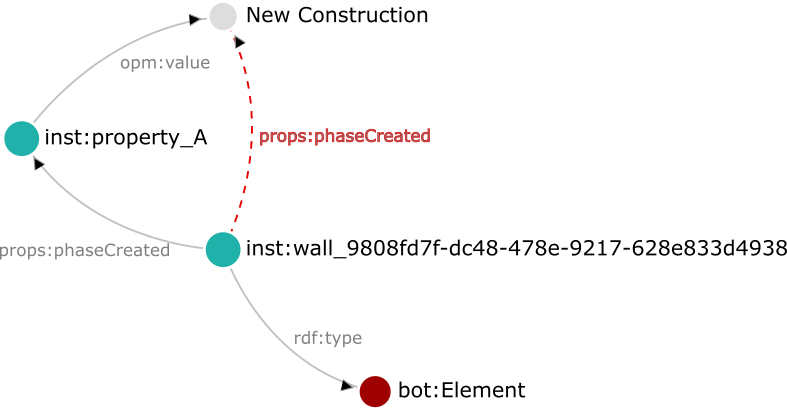 New Construction
opm:value
inst:property_A
props:phaseCreated
props:phaseCreated
inst:wall_9808fd7f-dc48-478e-9217-628e833d4938
rdf:type
bot:Element